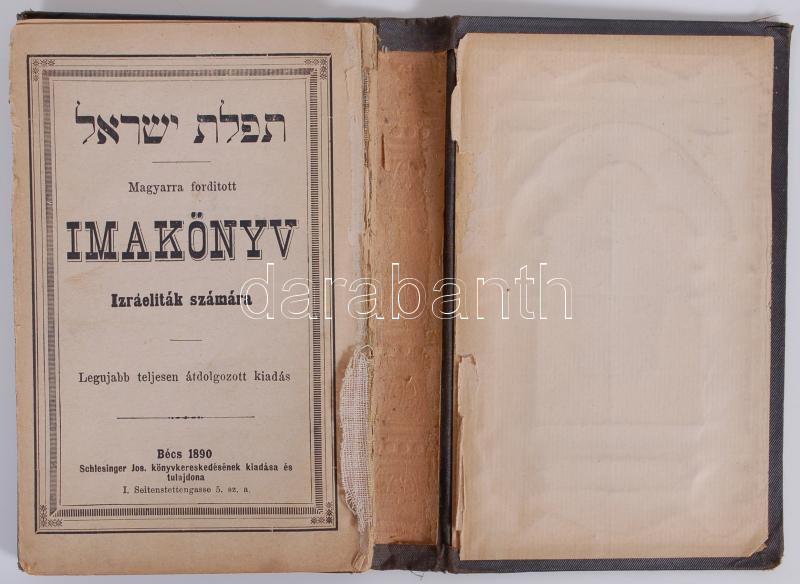 תפלת ישראל
Magyarra forditott
IMAKÖNYV
Izráeliták számára
Legujabb teljesen átdolgozott kiadás
Bécs 1890
Schlesinger Jos. könyvkereskedésének kiadása és
tulajdona
I. Seitenstettengasse 5. sz. a.
darabanth